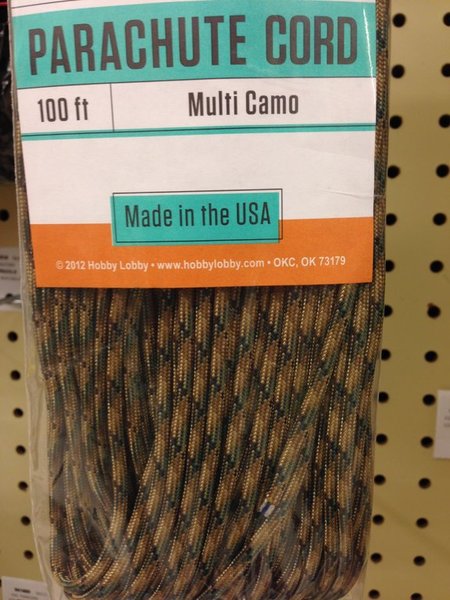 PARACHUTE CORD
100 ft Multi Camo
Made in the USA
© 2012 Hobby Lobby • www.hobbylobby.com • OKC, OK 73179